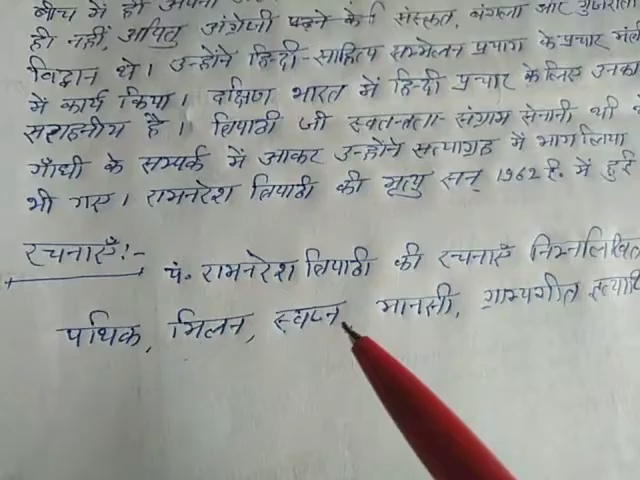 बीच में ही अपनी
ही नहीं, अपितु अंग्रेजी पढ़ने के संस्कृत, बंगला और गुजराती
विद्वान थे। उन्होंने हिन्दी-साहित्य सम्मेलन प्रयाग के प्रचार मं
में कार्य किया। दक्षिण भारत में हिन्दी प्रचार के लिए उनका
सराहनीय है। त्रिपाठी जी स्वतन्त्रता-संग्राम सेनानी भी थे
गाँधी के सम्पर्क में आकर उन्होंने सत्याग्रह में भाग लिया
भी गए। रामनरेश त्रिपाठी की मृत्यु सन् 1962 ई. में हुई
रचनाएँ:-
पं. रामनरेश त्रिपाठी की रचनाएँ निम्नलिखित
पथिक, मिलन, स्वप्न मानसी, ग्राम्यगीत इत्यादि